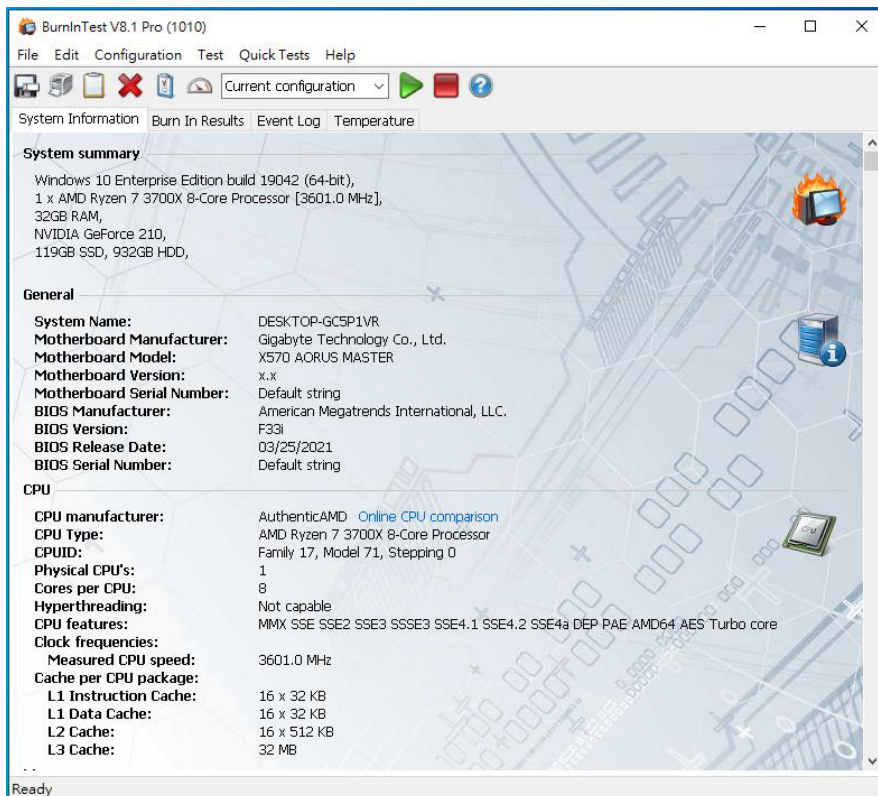 BurnInTest V8.1 Pro (1010)
File Edit Configuration Test Quick Tests Help
Current configuration
System Information Burn In Results Event Log Temperature
System summary
Windows 10 Enterprise Edition build 19042 (64-bit),
1 x AMD Ryzen 7 3700X 8-Core Processor [3601.0 MHz],
32GB RAM,
NVIDIA GeForce 210,
119GB SSD, 932GB HDD,
General
System Name: DESKTOP-GC5P1VR
Motherboard Manufacturer: Gigabyte Technology Co., Ltd.
Motherboard Model: X570 AORUS MASTER
Motherboard Version: x.x
Motherboard Serial Number: Default string
BIOS Manufacturer: American Megatrends International, LLC.
BIOS Version: F33i
BIOS Release Date: 03/25/2021
BIOS Serial Number: Default string
CPU
CPU manufacturer: AuthenticAMD Online CPU comparison
CPU Type: AMD Ryzen 7 3700X 8-Core Processor
CPUID: Family 17, Model 71, Stepping 0
Physical CPU's: 1
Cores per CPU: 8
Hyperthreading: Not capable
CPU features: MMX SSE SSE2 SSE3 SSSE3 SSE4.1 SSE4.2 SSE4a DEP PAE AMD64 AES Turbo core
Clock frequencies:
Measured CPU speed: 3601.0 MHz
Cache per CPU package:
L1 Instruction Cache: 16 x 32 KB
L1 Data Cache: 16 x 32 KB
L2 Cache: 16 x 512 KB
L3 Cache: 32 MB
Ready